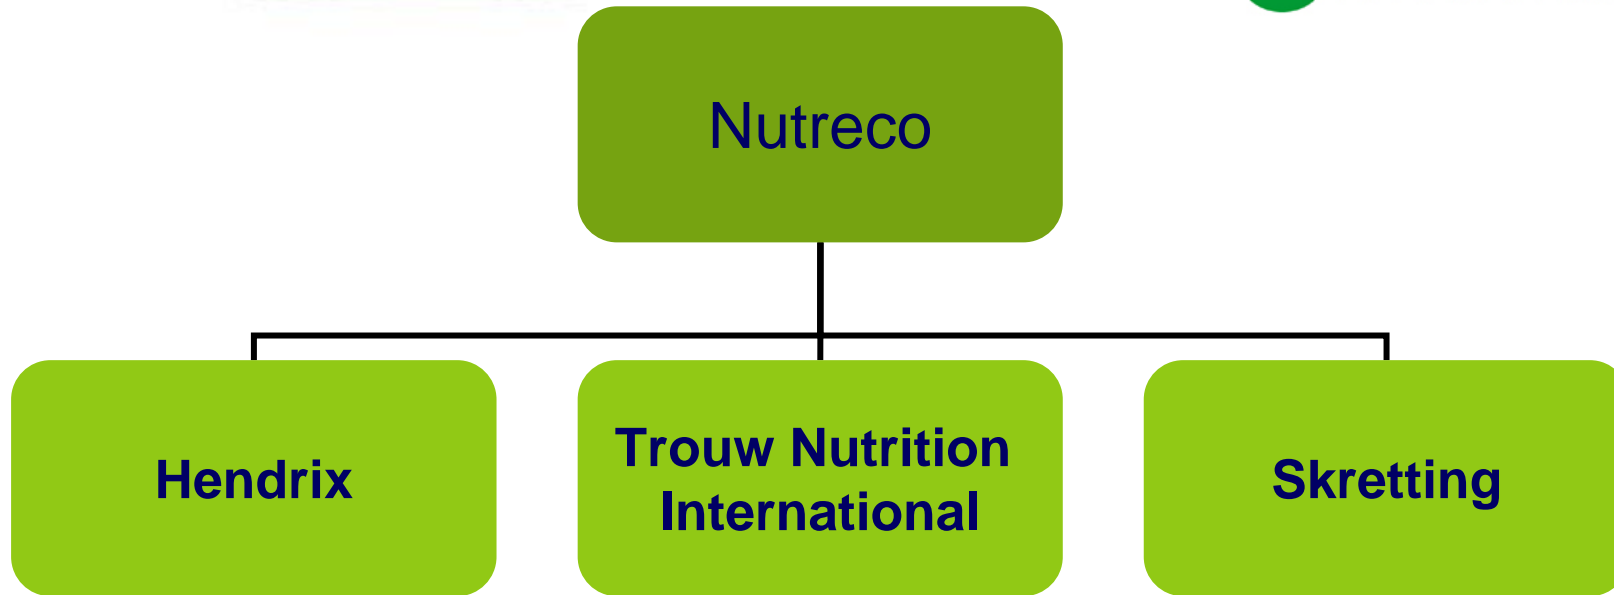 Nutreco
Hendrix
Trouw Nutrition
International
Skretting